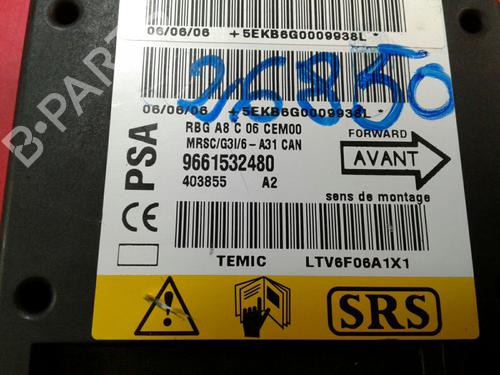 06/06/06 +5EKB6G0009938L*
06/06/06 +5EKB6G0009938L*
26850
RBG A8 C 06 CEM00
MRSC/G3I/6- A31 CAN
9661532480
403855 A2
PSA
CE
FORWARD
AVANT
sens de montage
TEMIC LTV6F06A1X1
SRS
B-PARTS